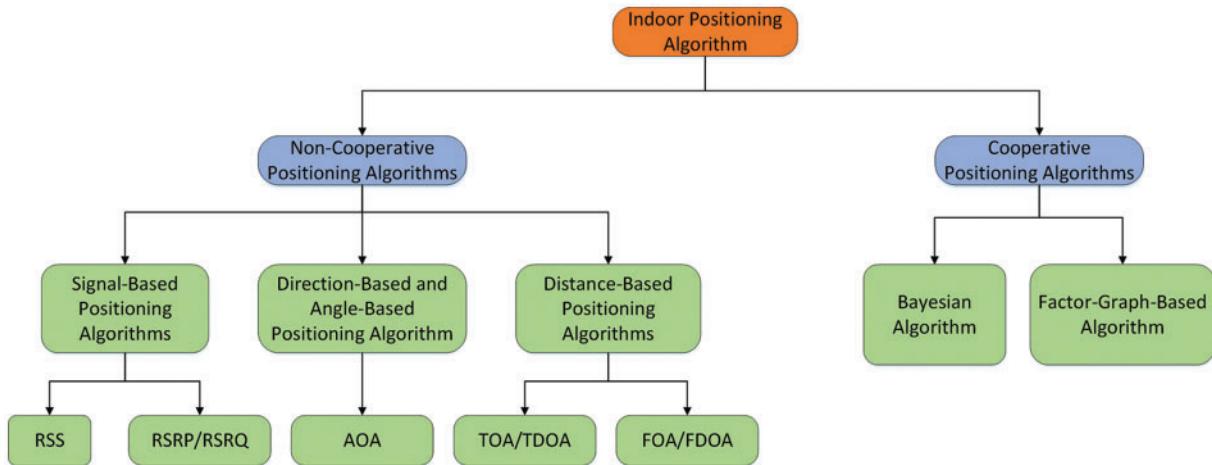 Indoor Positioning
Algorithm
Non-Cooperative
Positioning Algorithms
Cooperative
Positioning Algorithms
Signal-Based
Positioning
Algorithms
Direction-Based and
Angle-Based
Positioning Algorithm
Distance-Based
Positioning
Algorithms
Bayesian
Algorithm
Factor-Graph-Based
Algorithm
RSS
RSRP/RSRQ
AOA
TOA/TDOA
FOA/FDOA